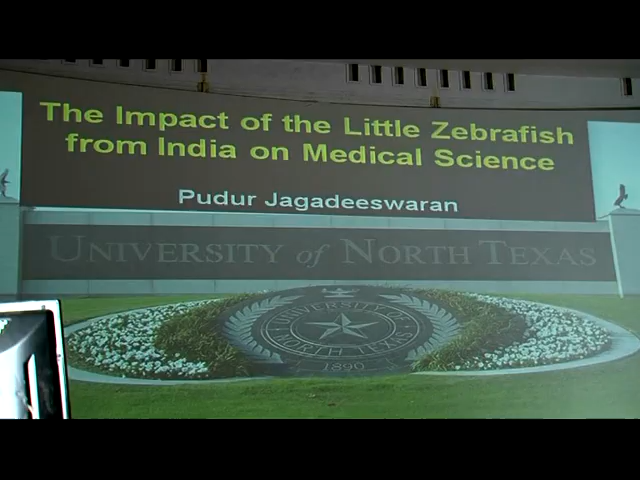 The Impact of the Little Zebrafish
from India on Medical Science
Pudur Jagadeeswaran
UNIVERSITY of NORTH TEXAS
UNIVERSITY OF
NORTH TEXAS
1890